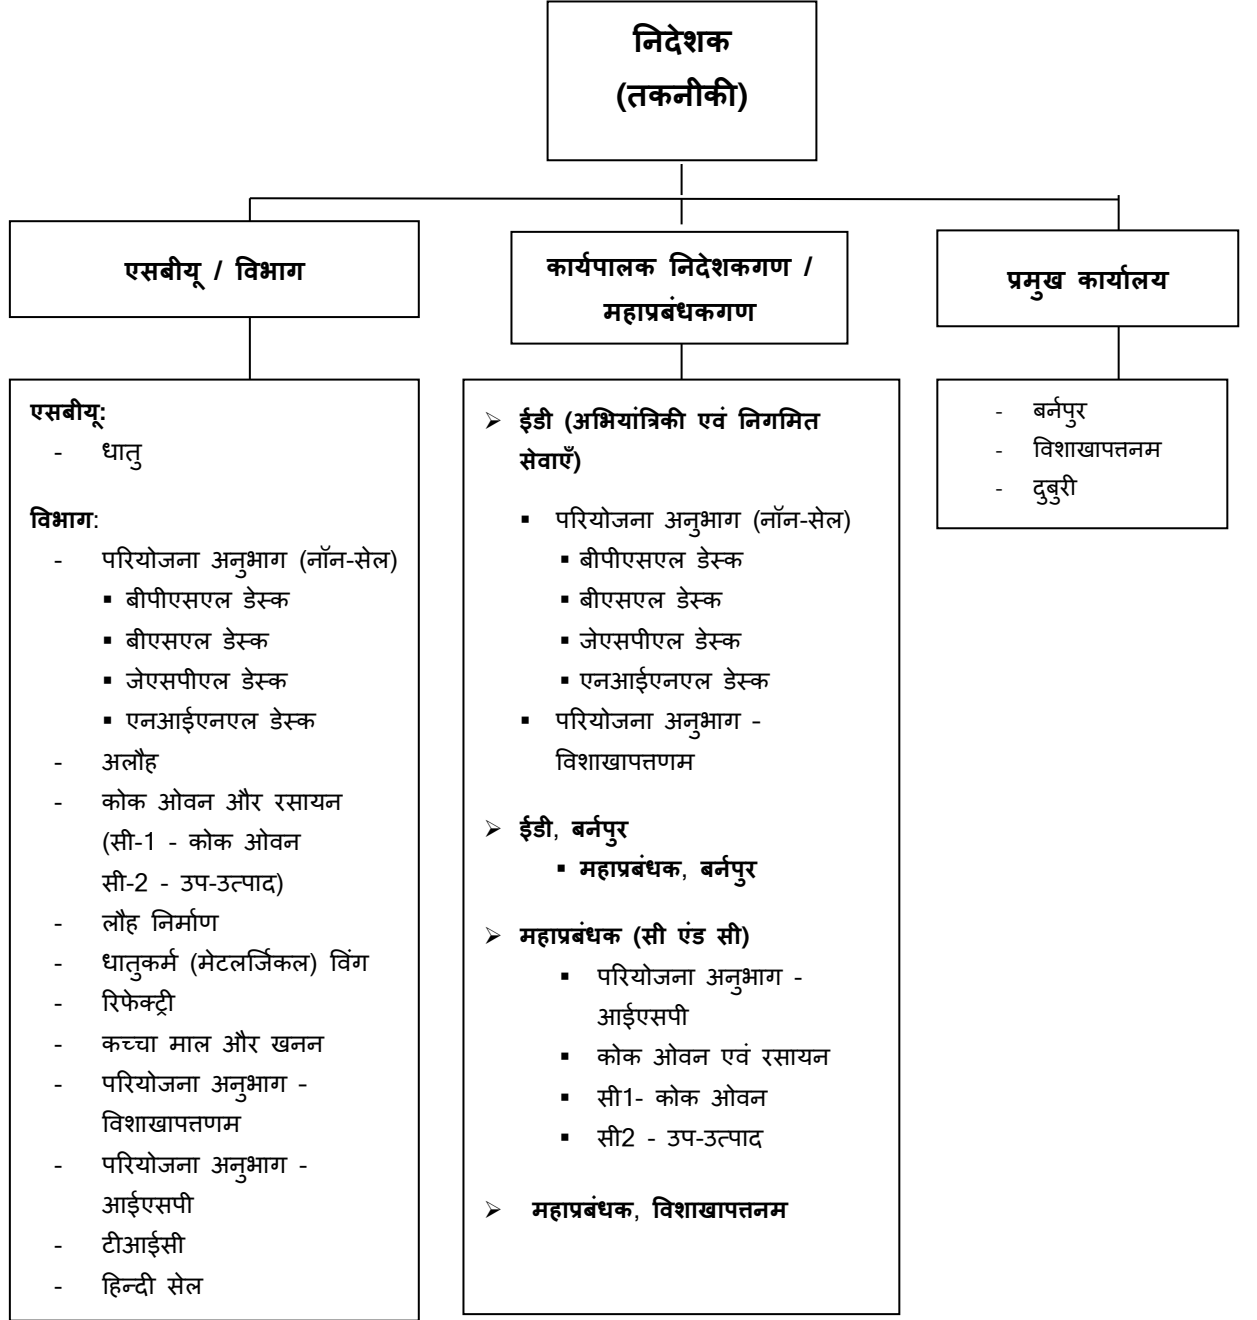 निदेशक
(तकनीकी)
एसबीयू / विभाग
कार्यपालक निदेशकगण /
महाप्रबंधकगण
प्रमुख कार्यालय
एसबीयू:
- धातु
विभाग:
- परियोजना अनुभाग (नॉन-सेल)
▪ बीपीएसएल डेस्क
▪ बीएसएल डेस्क
▪ जेएसपीएल डेस्क
▪ एनआईएनएल डेस्क
- अलौह
- कोक ओवन और रसायन
(सी-1 - कोक ओवन
सी-2 - उप-उत्पाद)
- लौह निर्माण
- धातुकर्म (मेटलर्जिकल) विंग
- रिफेक्ट्री
- कच्चा माल और खनन
- परियोजना अनुभाग -
विशाखापत्तणम
- परियोजना अनुभाग -
आईएसपी
- टीआईसी
- हिन्दी सेल
➢ ईडी (अभियांत्रिकी एवं निगमित
सेवाएँ)
▪ परियोजना अनुभाग (नॉन-सेल)
▪ बीपीएसएल डेस्क
▪ बीएसएल डेस्क
▪ जेएसपीएल डेस्क
▪ एनआईएनएल डेस्क
▪ परियोजना अनुभाग -
विशाखापत्तणम
➢ ईडी, बर्नपुर
▪ महाप्रबंधक, बर्नपुर
➢ महाप्रबंधक (सी एंड सी)
▪ परियोजना अनुभाग -
आईएसपी
▪ कोक ओवन एवं रसायन
▪ सी1- कोक ओवन
▪ सी2 - उप-उत्पाद
➢ महाप्रबंधक, विशाखापत्तनम
- बर्नपुर
- विशाखापत्तनम
- दुबुरी